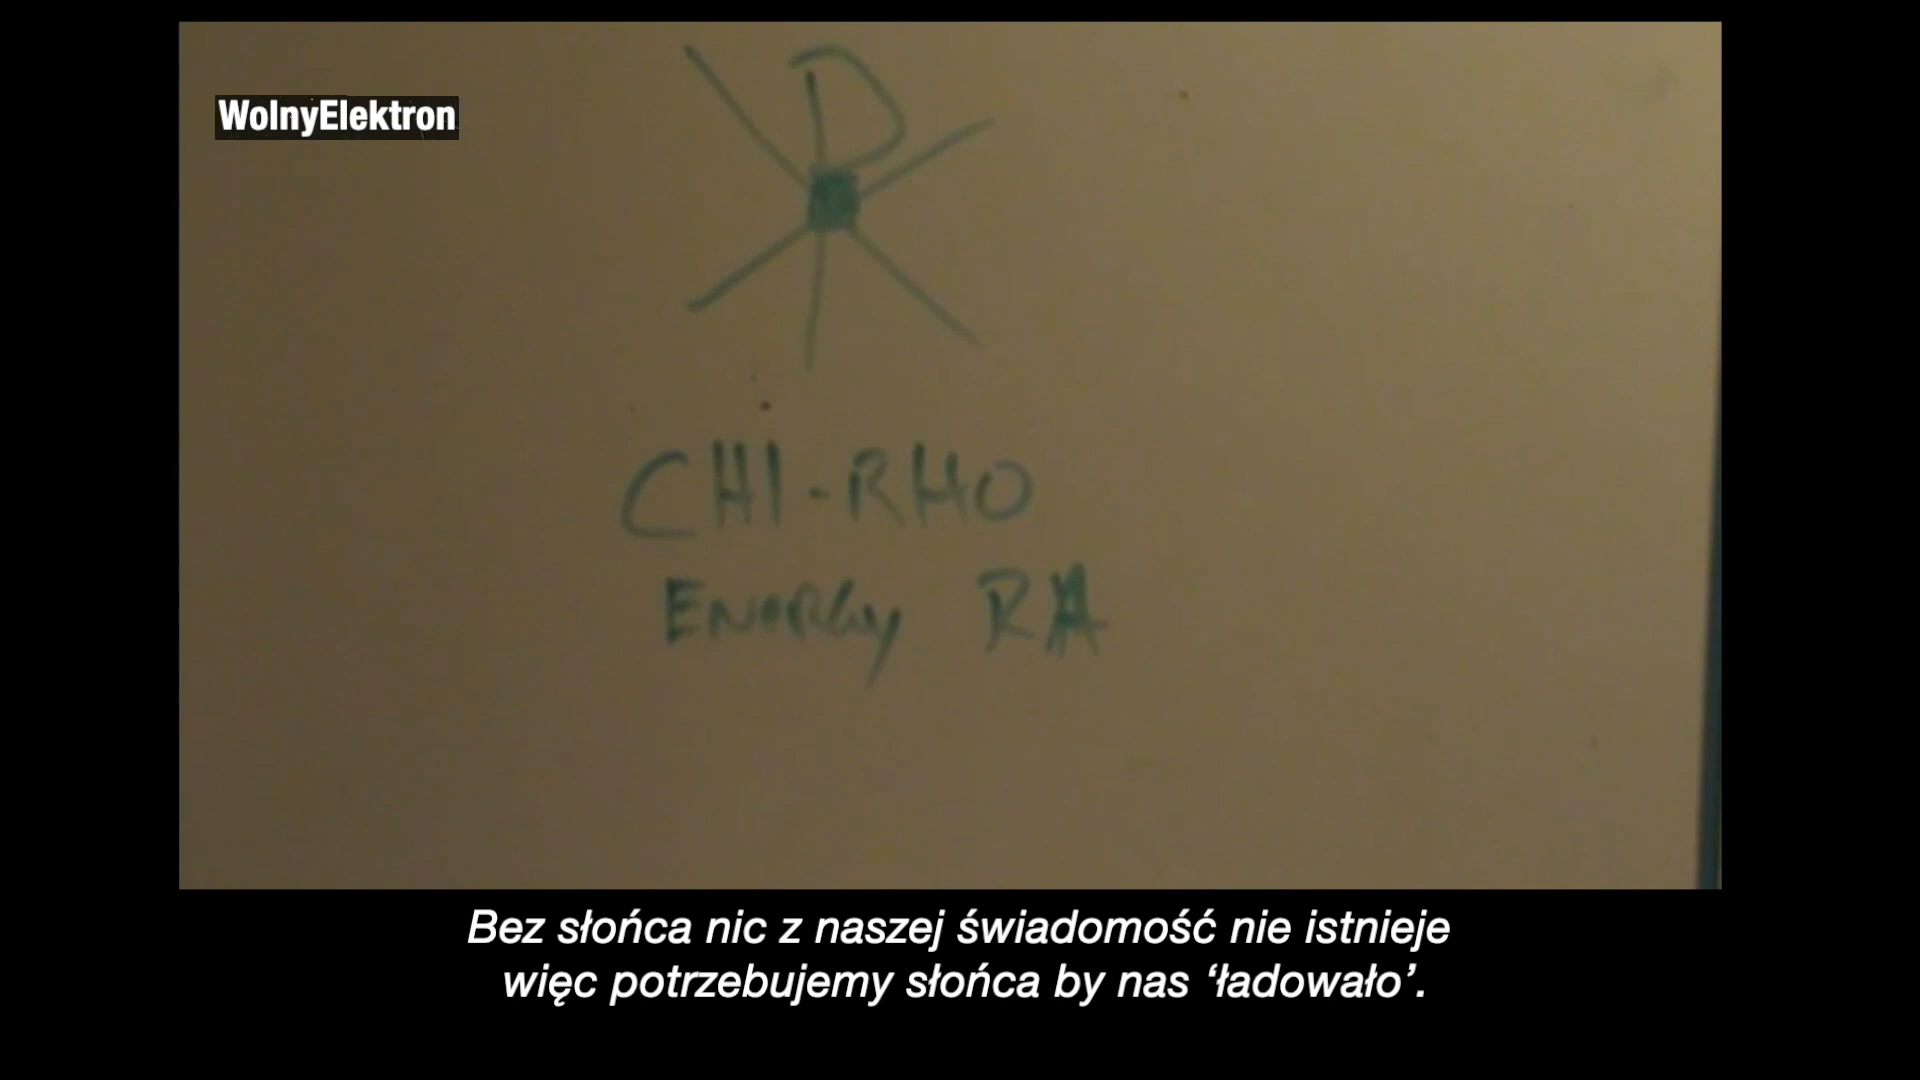 WolnyElektron
CHI-RHO
ENERGY RA
Bez słońca nic z naszej świadomość nie istnieje
więc potrzebujemy słońca by nas ‘ładowało’.